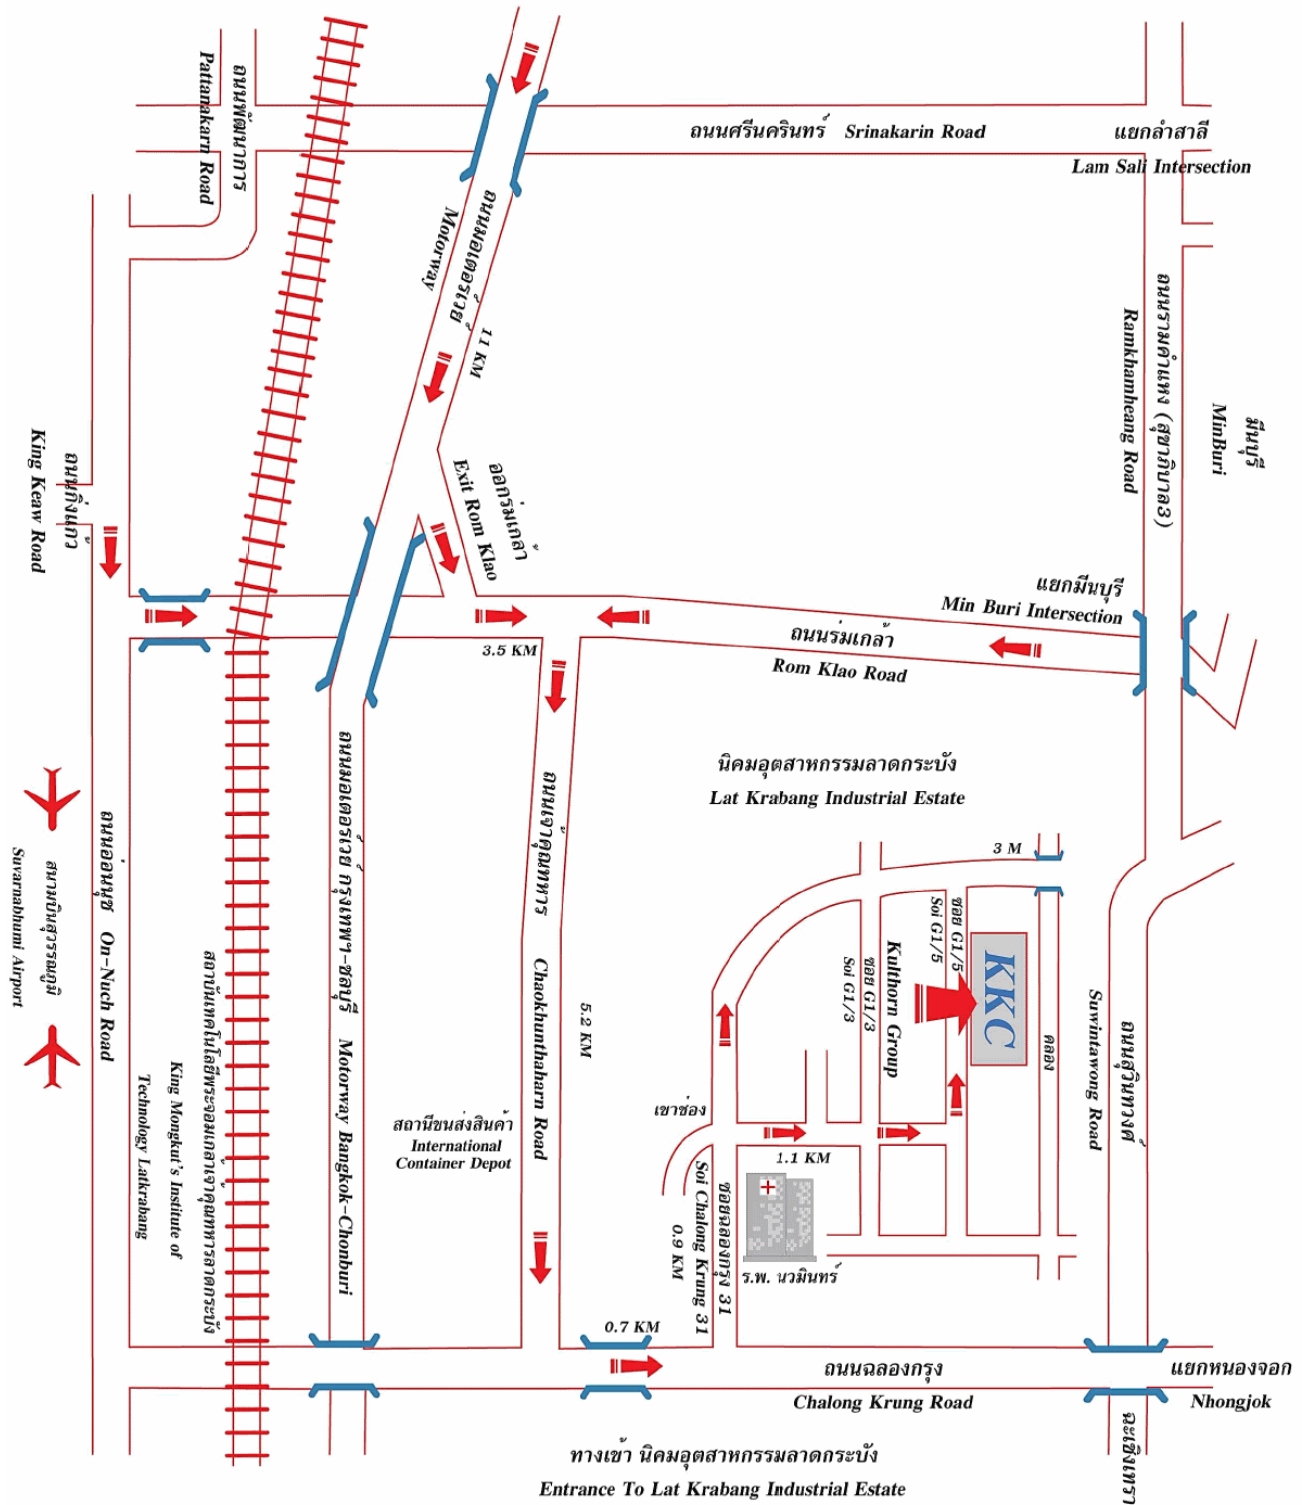 ถนนพัฒนาการ
Pattanakarn Road
ถนนศรีนครินทร์ Srinakarin Road
แยกลำสาลี
Lam Sali Intersection
ถนนมอเตอร์เวย์
Motorway
11 KM
ถนนรามคำแหง (สุขาภิบาล3)
Ramkhamheang Road
มีนบุรี
MinBuri
ถนนกิ่งแก้ว
King Keaw Road
ออกร่มเกล้า
Exit Rom Klao
แยกมีนบุรี
Min Buri Intersection
ถนนร่มเกล้า
Rom Klao Road
3.5 KM
นิคมอุตสาหกรรมลาดกระบัง
Lat Krabang Industrial Estate
3 M
สนามบินสุวรรณภูมิ
Suvarnabhumi Airport
ถนนอ่อนนุช On-Nuch Road
สถาบันเทคโนโลยีพระจอมเกล้าเจ้าคุณทหารลาดกระบัง
King Mongkut's Institute of
Technology Latkrabang
ถนนมอเตอร์เวย์ กรุงเทพฯ-ชลบุรี Motorway Bangkok-Chonburi
ถนนเจ้าคุณทหาร Chaokhunthaharn Road
5.2 KM
สถานีขนส่งสินค้า
International
Container Depot
ซอย G1/5
Soi G1/5
ซอย G1/3
Soi G1/3
Kulthorn Group
KKC
คลอง
ถนนสุวินทวงศ์
Suwintawong Road
เขาช่อง
1.1 KM
ซอยฉลองกรุง 31
Soi Chalong Krung 31
0.9 KM
ร.พ. นวมินทร์
0.7 KM
ถนนฉลองกรุง
Chalong Krung Road
แยกหนองจอก
Nhongjok
ฉะเชิงเทรา
ทางเข้า นิคมอุตสาหกรรมลาดกระบัง
Entrance To Lat Krabang Industrial Estate